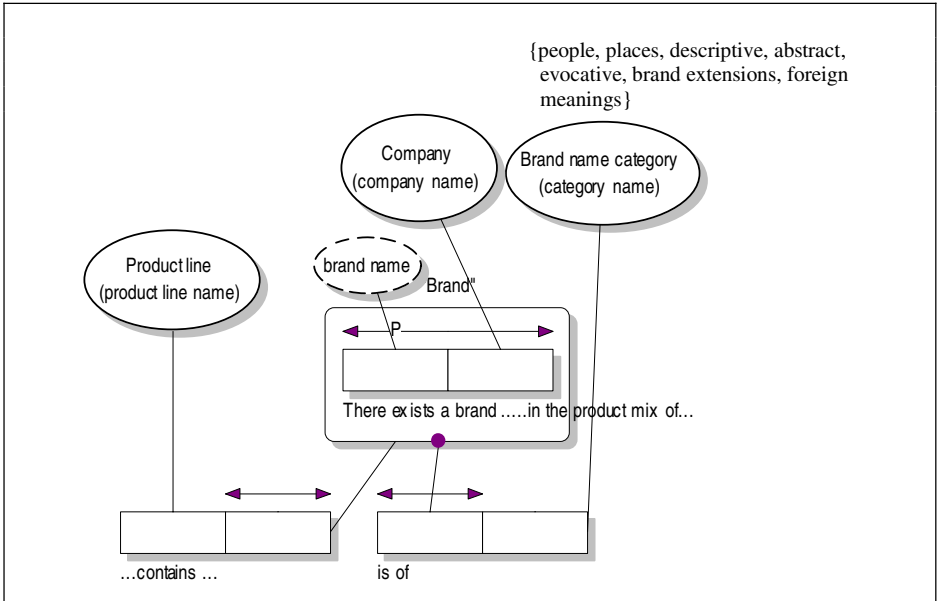 {people, places, descriptive, abstract,
evocative, brand extensions, foreign
meanings}
Company
(company name)
Brand name category
(category name)
Product line
(product line name)
brand name
Brand"
P
There exists a brand .....in the product mix of...
...contains ...
is of